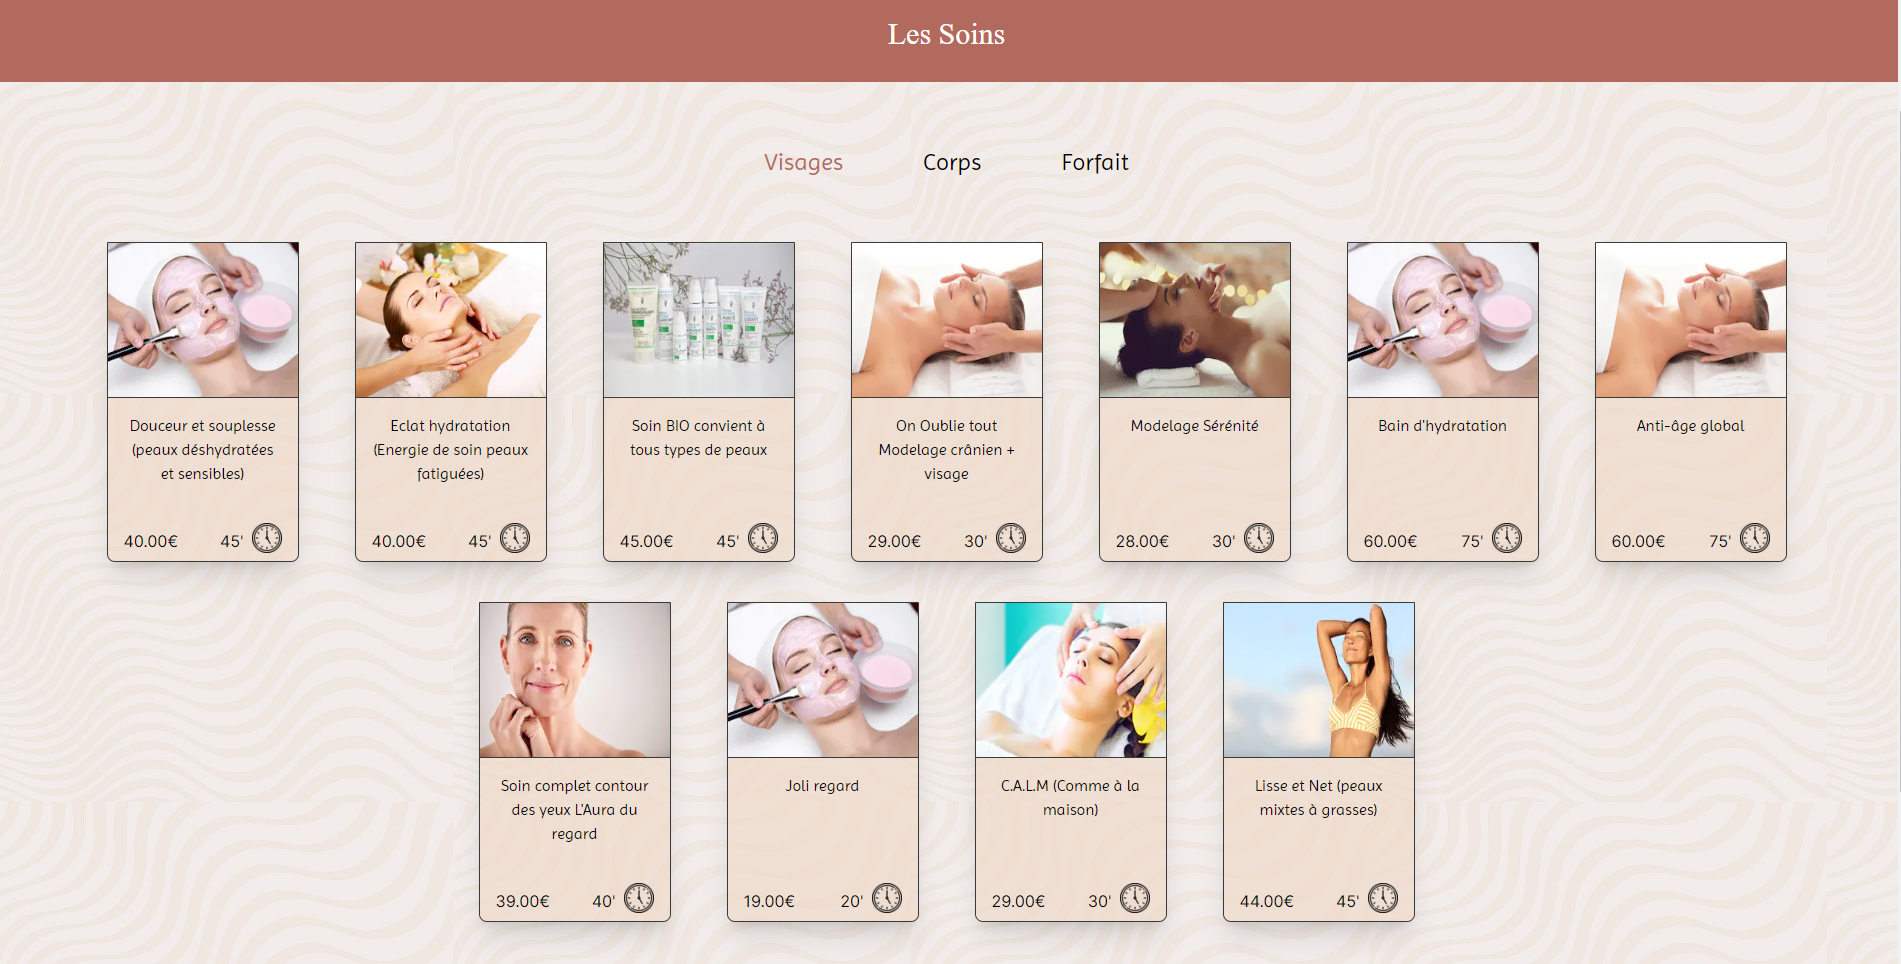 Les Soins
Visages
Corps
Forfait
Douceur et souplesse
(peaux déshydratées
et sensibles)
40.00€
45'
Eclat hydratation
(Energie de soin peaux
fatiguées)
40.00€
45'
Soin BIO convient à
tous types de peaux
45.00€
45'
On Oublie tout
Modelage crânien +
visage
29.00€
30'
Modelage Sérénité
28.00€
30'
Bain d'hydratation
60.00€
75'
Anti-âge global
60.00€
75'
Soin complet contour
des yeux L'Aura du
regard
39.00€
40'
Joli regard
19.00€
20'
C.A.L.M (Comme à la
maison)
29.00€
30'
Lisse et Net (peaux
mixtes à grasses)
44.00€
45'